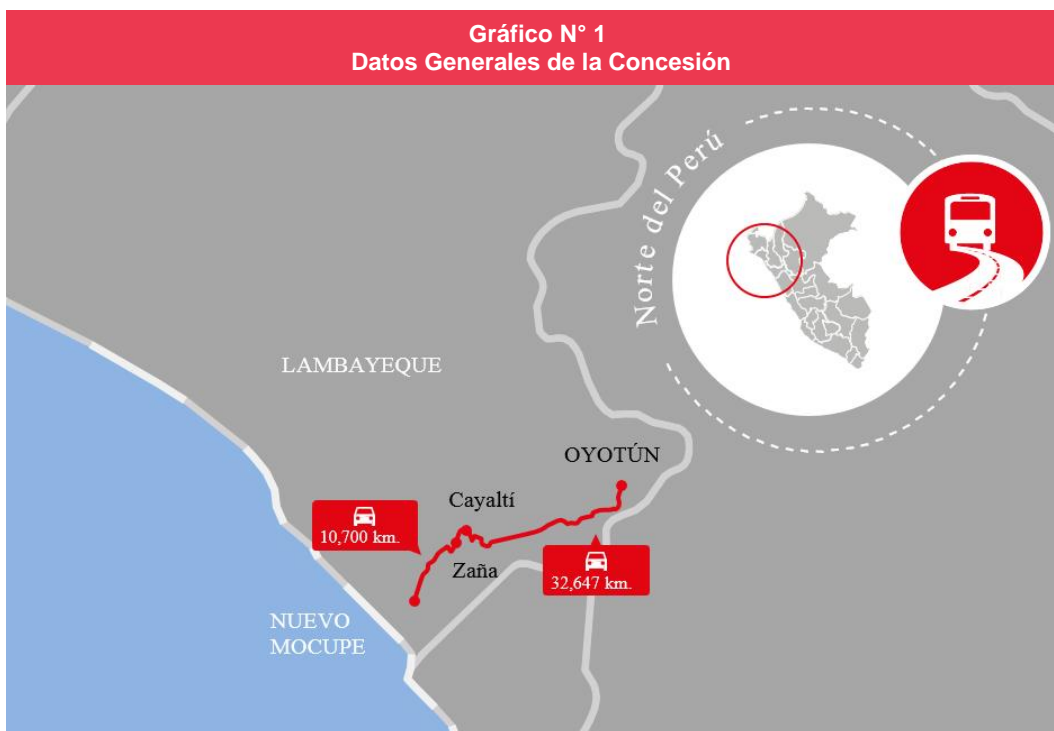 Gráfico N° 1
Datos Generales de la Concesión
Norte del Perú
LAMBAYEQUE
OYOTÚN
Cayaltí
10,700 km.
Zaña
32,647 km.
NUEVO
MOCUPE